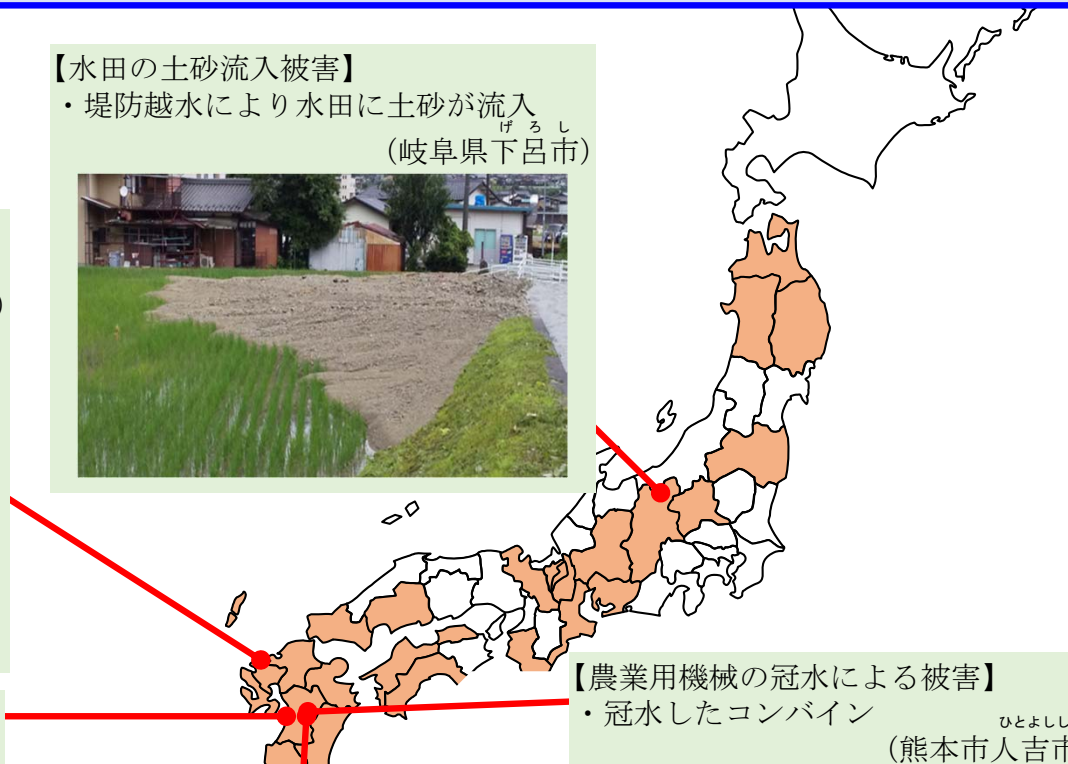 【水田の土砂流入被害】
・堤防越水により水田に土砂が流入
げろし
(岐阜県下呂市)
)
【農業用機械の冠水による被害】
・冠水したコンバイン
ひとよしし
(熊本市人吉市